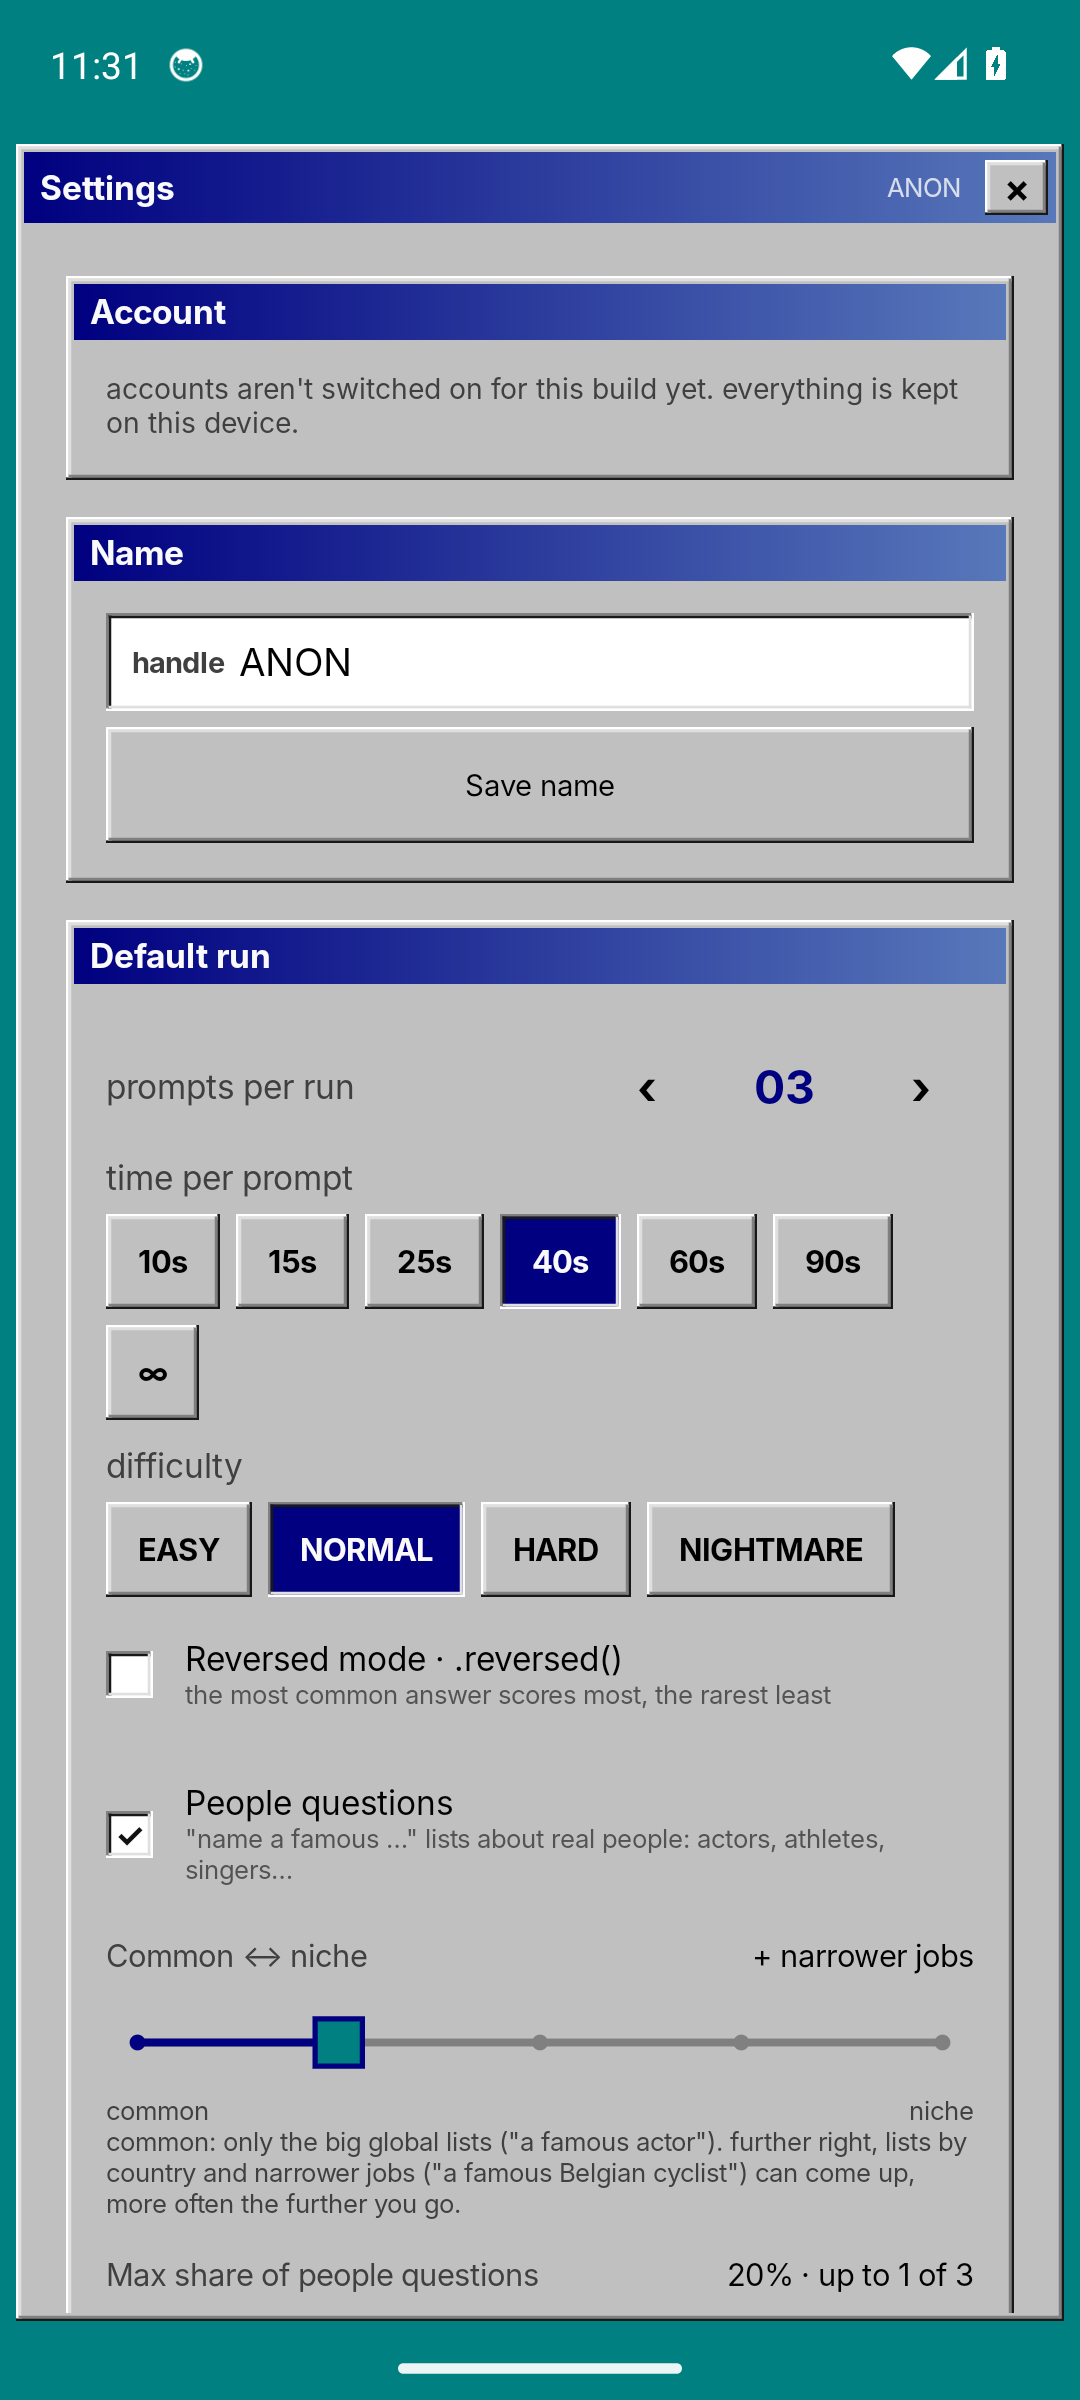 11:31
Settings
ANON
×
Account
accounts aren't switched on for this build yet. everything is kept
on this device.
Name
handle ANON
Save name
Default run
prompts per run ‹ 03 ›
time per prompt
10s 15s 25s 40s 60s 90s
∞
difficulty
EASY NORMAL HARD NIGHTMARE
Reversed mode · .reversed()
the most common answer scores most, the rarest least
People questions
"name a famous ..." lists about real people: actors, athletes,
singers...
Common ↔ niche + narrower jobs
common niche
common: only the big global lists ("a famous actor"). further right, lists by
country and narrower jobs ("a famous Belgian cyclist") can come up,
more often the further you go.
Max share of people questions 20% · up to 1 of 3